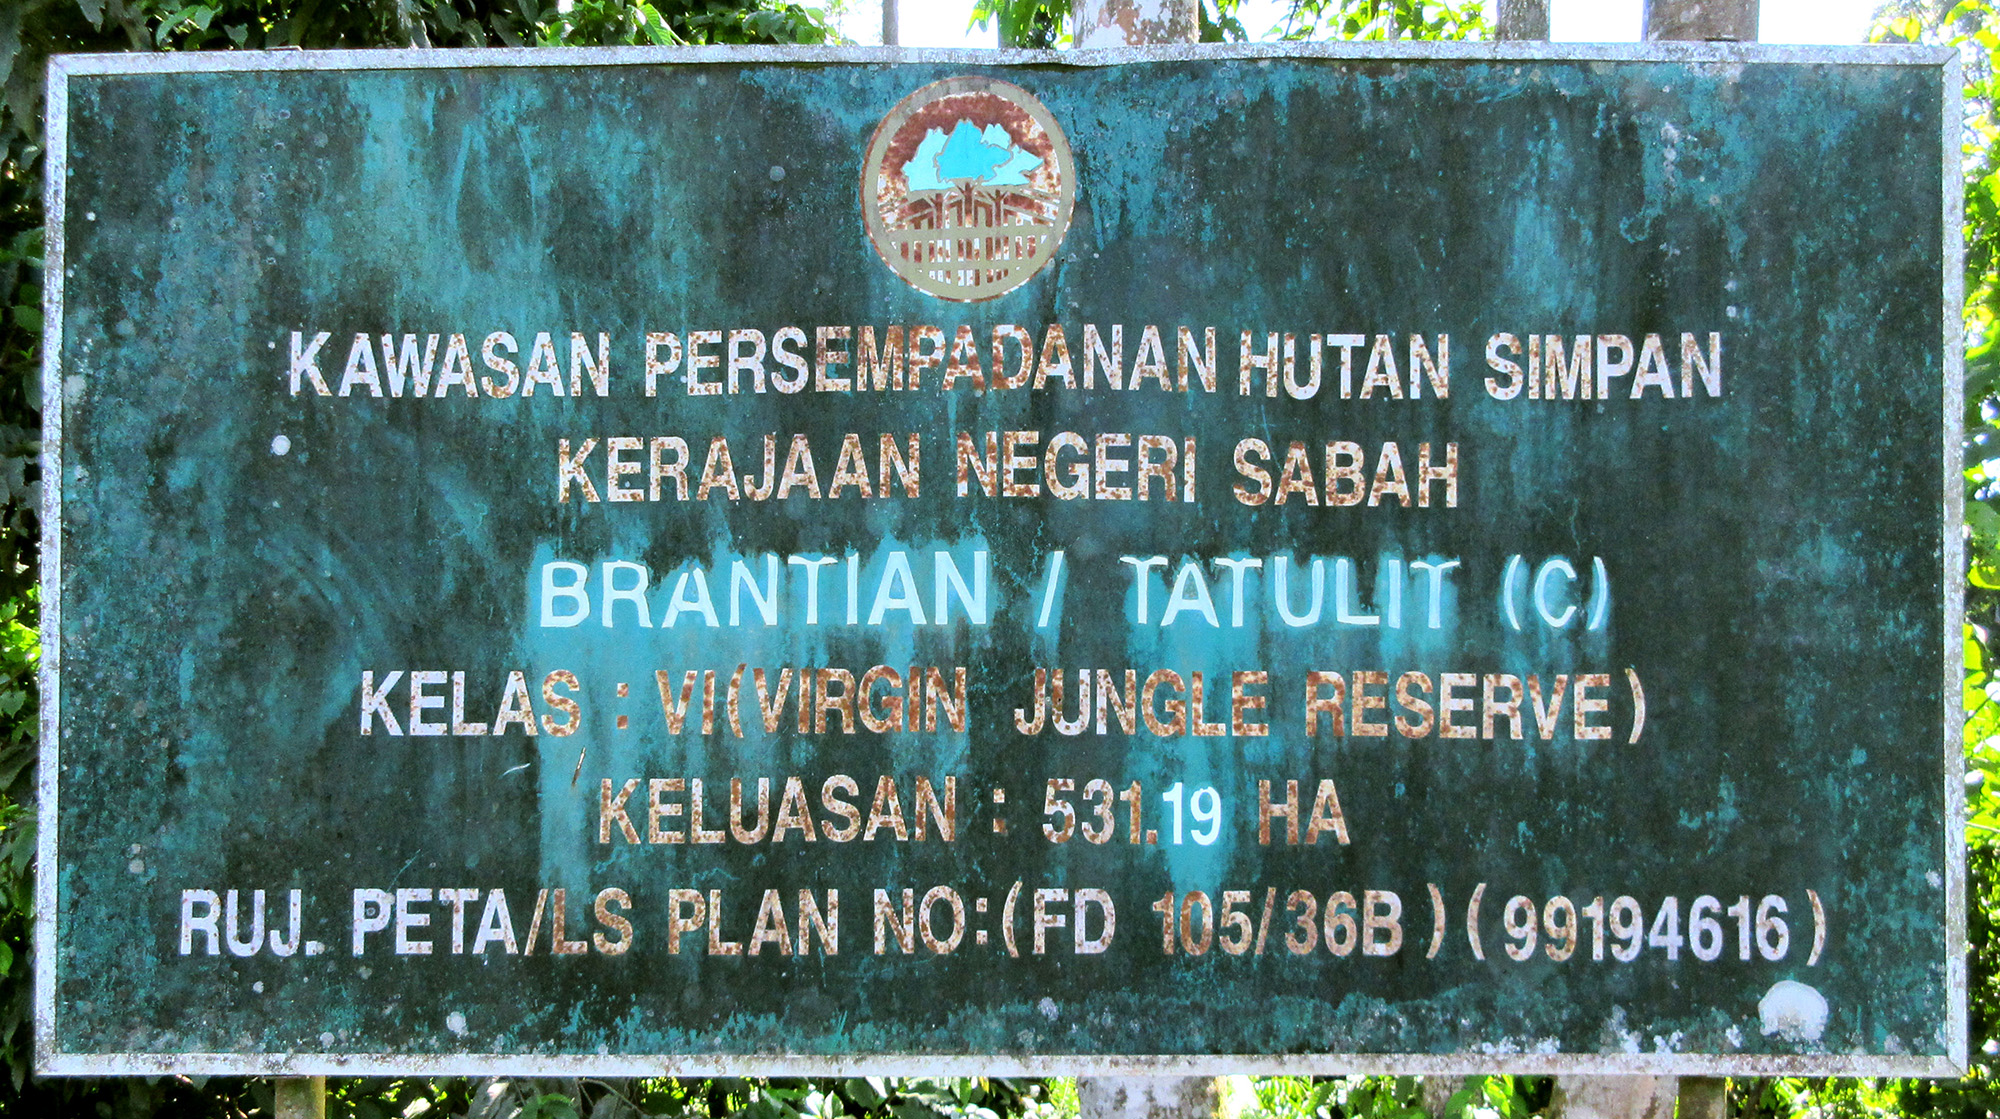 KAWASAN PERSEMPADANAN HUTAN SIMPAN
KERAJAAN NEGERI SABAH
BRANTIAN / TATULIT (C)
KELAS : VI(VIRGIN JUNGLE RESERVE)
KELUASAN : 531.19 HA
RUJ. PETA/LS PLAN NO:(FD 105/36B)(99194616)